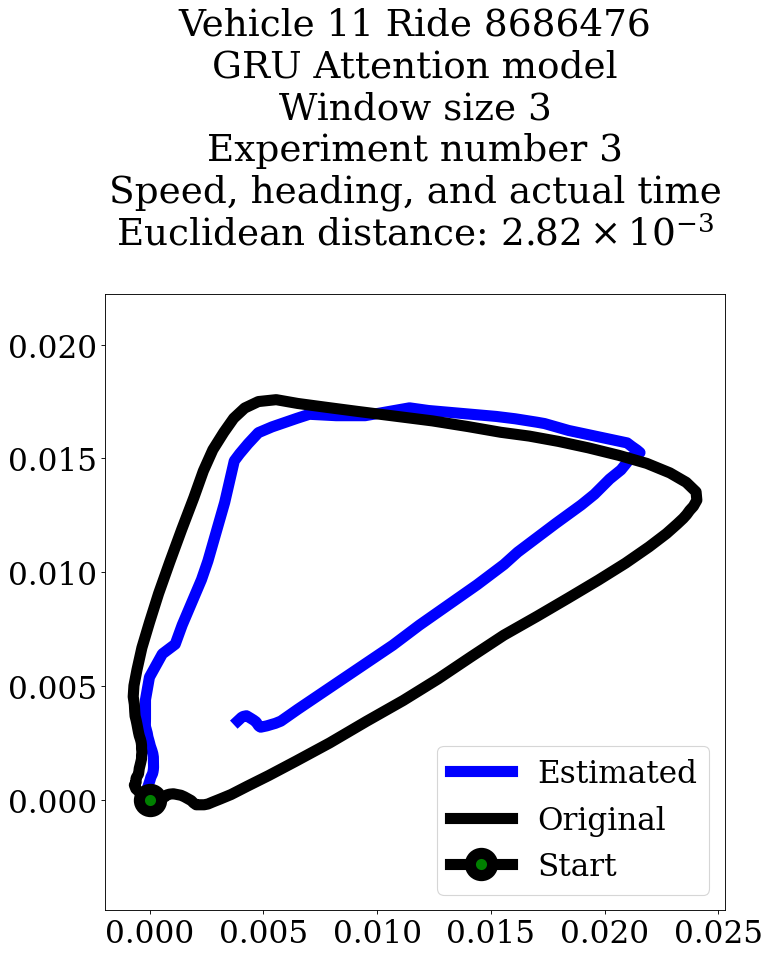 Vehicle 11 Ride 8686476
GRU Attention model
Window size 3
Experiment number 3
Speed, heading, and actual time
Euclidean distance: 2.82 × 10⁻³
0.020
0.015
0.010
0.005
0.000
Estimated
Original
Start
0.000 0.005 0.010 0.015 0.020 0.025